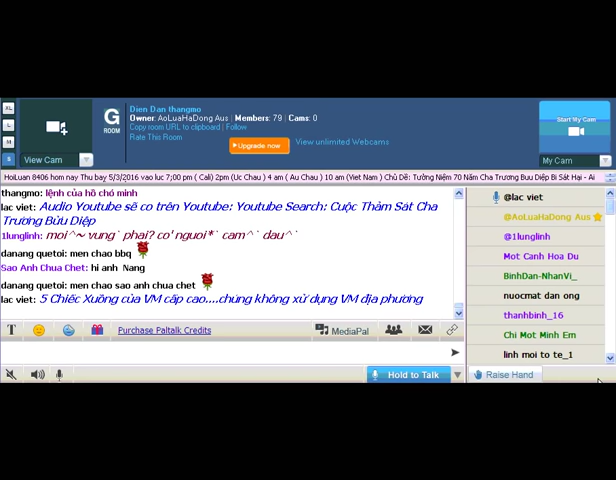 XL
L
M
S
View Cam
G
ROOM
Dien Dan thangmo
Owner: AoLuaHaDong Aus | Members: 79 | Cams: 0
Copy room URL to clipboard | Follow
Rate This Room
Upgrade now
View unlimited Webcams
Start My Cam
My Cam
HoiLuan 8406 hom nay Thu bay 5/3/2016 vao luc 7;00 pm ( Cali) 2pm (Uc Chau ) 4 am ( Au Chau ) 10 am (Viet Nam ) Chủ Đề: Tưởng Niệm 70 Năm Cha Trương Bưu Diệp Bi Sát Hại - Ai
thangmo: lệnh của hồ chó minh
lac viet: Audio Youtube sẽ co trên Youtube: Youtube Search: Cuộc Thảm Sát Cha
Trương Bửu Diệp
1lunglinh: moi^~ vung` phai? co' nguoi*` cam^` dau^`
danang quetoi: men chao bbq
Sao Anh Chua Chet: hi anh Nang
danang quetoi: men chao sao anh chua chet
lac viet: 5 Chiếc Xuồng của VM cấp cao....chúng không xử dụng VM địa phương
T
Purchase Paltalk Credits
MediaPal
Hold to Talk
@lac viet
@AoLuaHaDong Aus
@1lunglinh
Mot Canh Hoa Du
BinhDan-NhanVi_
nuocmat dan ong
thanhbinh_16
Chi Mot Minh Em
linh moi to te_1
Raise Hand